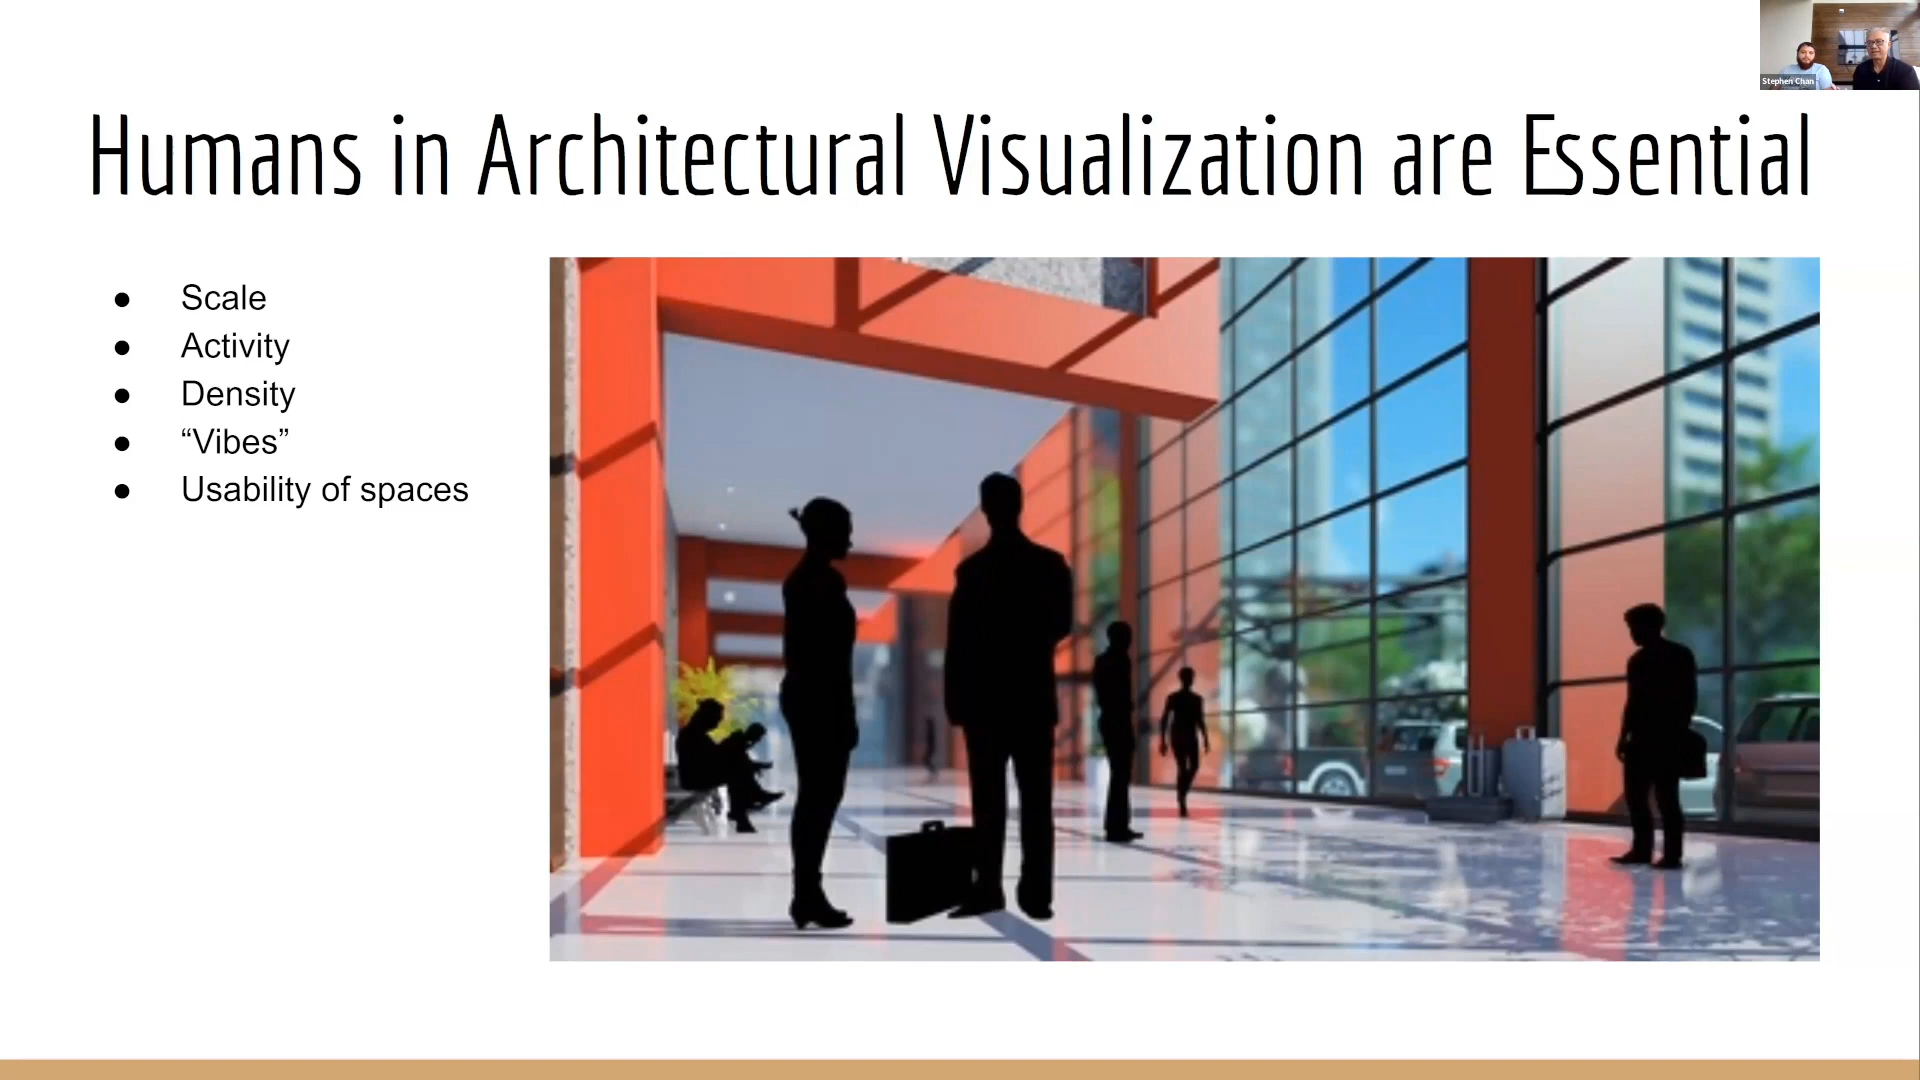 Stephen Chan
Humans in Architectural Visualization are Essential
● Scale
● Activity
● Density
● “Vibes”
● Usability of spaces